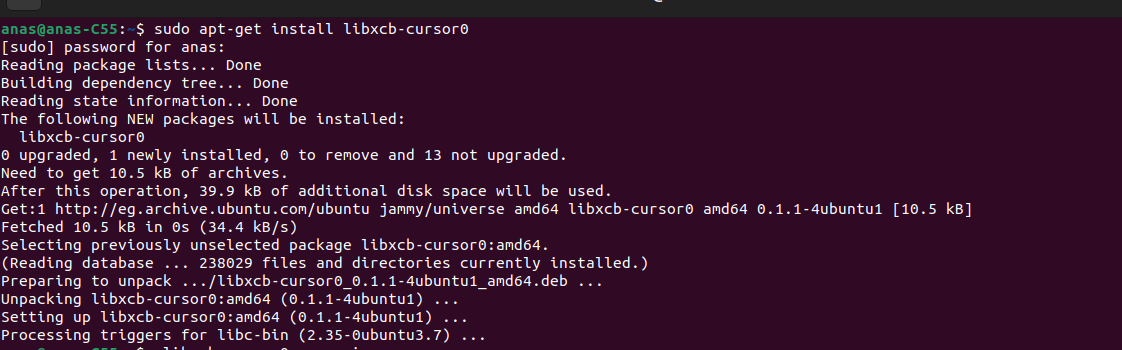 anas@anas-C55:~$ sudo apt-get install libxcb-cursor0
[sudo] password for anas:
Reading package lists... Done
Building dependency tree... Done
Reading state information... Done
The following NEW packages will be installed:
  libxcb-cursor0
0 upgraded, 1 newly installed, 0 to remove and 13 not upgraded.
Need to get 10.5 kB of archives.
After this operation, 39.9 kB of additional disk space will be used.
Get:1 http://eg.archive.ubuntu.com/ubuntu jammy/universe amd64 libxcb-cursor0 amd64 0.1.1-4ubuntu1 [10.5 kB]
Fetched 10.5 kB in 0s (34.4 kB/s)
Selecting previously unselected package libxcb-cursor0:amd64.
(Reading database ... 238029 files and directories currently installed.)
Preparing to unpack .../libxcb-cursor0_0.1.1-4ubuntu1_amd64.deb ...
Unpacking libxcb-cursor0:amd64 (0.1.1-4ubuntu1) ...
Setting up libxcb-cursor0:amd64 (0.1.1-4ubuntu1) ...
Processing triggers for libc-bin (2.35-0ubuntu3.7) ...